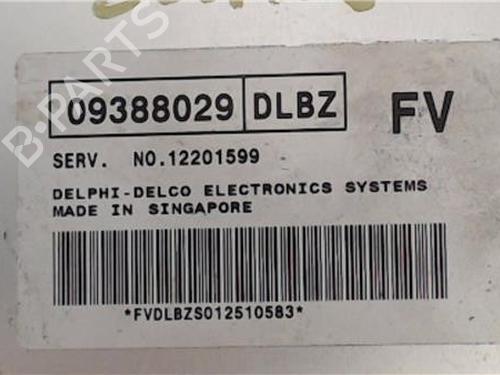 09388029 DLBZ FV
SERV. NO.12201599
DELPHI-DELCO ELECTRONICS SYSTEMS
MADE IN SINGAPORE
*FVDLBZS012510583*
B-PARTS